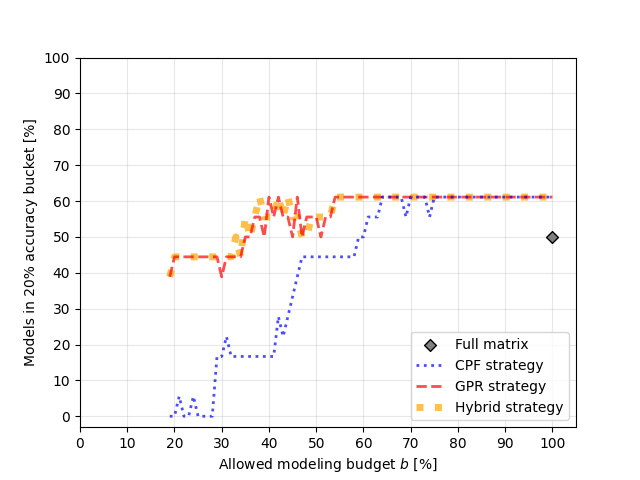 100
90
80
70
60
50
40
30
20
10
0
Models in 20% accuracy bucket [%]
0 10 20 30 40 50 60 70 80 90 100
Allowed modeling budget b [%]
Full matrix
CPF strategy
GPR strategy
Hybrid strategy